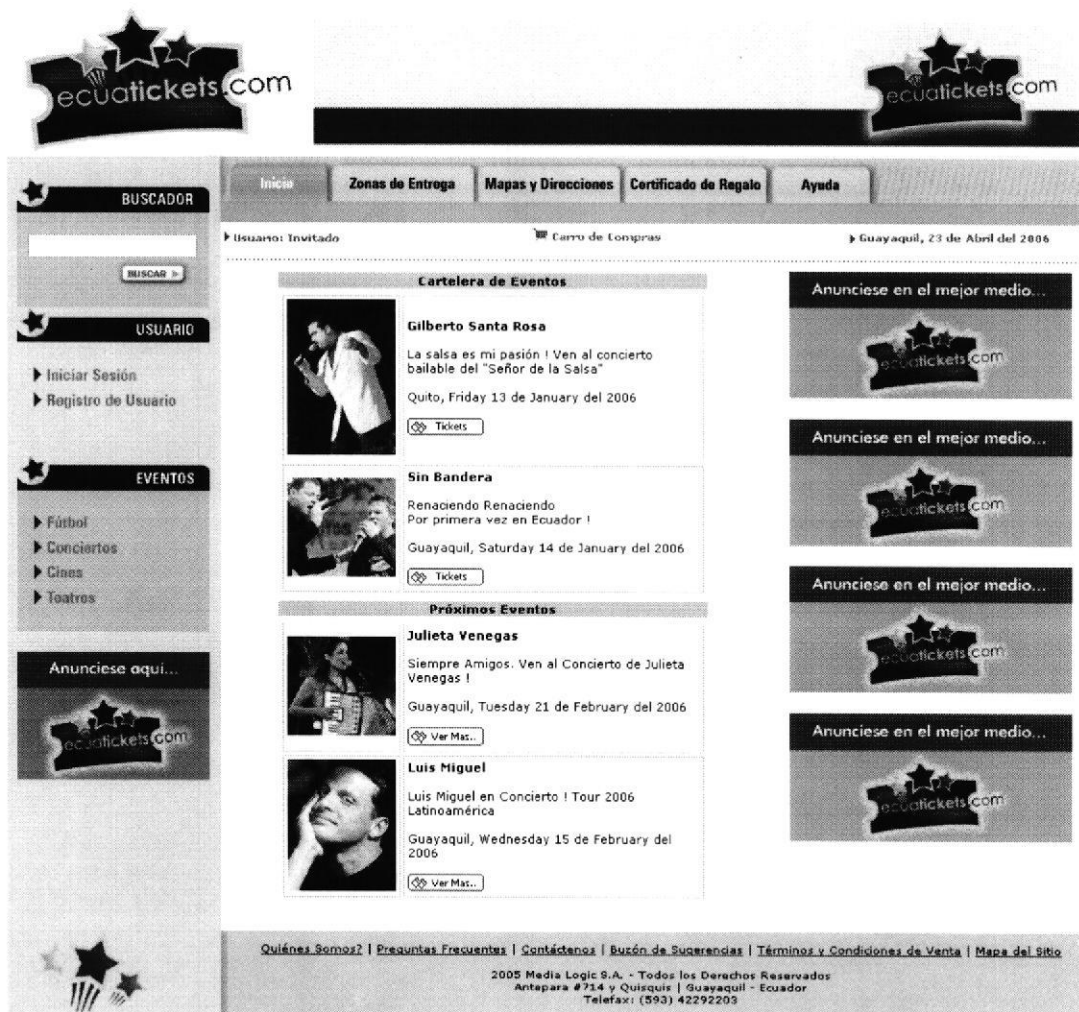 ecuatickets.com
ecuatickets.com
Inicio
Zonas de Entrega
Mapas y Direcciones
Certificado de Regalo
Ayuda
BUSCADOR
BUSCAR
Usuario: Invitado
Carro de Compras
Guayaquil, 23 de Abril del 2006
USUARIO
Iniciar Sesión
Registro de Usuario
EVENTOS
Fútbol
Conciertos
Cines
Teatros
Anunciese aqui...
ecuatickets.com
Cartelera de Eventos
Gilberto Santa Rosa
La salsa es mi pasión ! Ven al concierto
bailable del "Señor de la Salsa"
Quito, Friday 13 de January del 2006
Tickets
Sin Bandera
Renaciendo Renaciendo
Por primera vez en Ecuador !
Guayaquil, Saturday 14 de January del 2006
Tickets
Próximos Eventos
Julieta Venegas
Siempre Amigos. Ven al Concierto de Julieta
Venegas !
Guayaquil, Tuesday 21 de February del 2006
Ver Mas..
Luis Miguel
Luis Miguel en Concierto ! Tour 2006
Latinoamérica
Guayaquil, Wednesday 15 de February del
2006
Ver Mas..
Anunciese en el mejor medio...
ecuatickets.com
Anunciese en el mejor medio...
ecuatickets.com
Anunciese en el mejor medio...
ecuatickets.com
Anunciese en el mejor medio...
ecuatickets.com
Quiénes Somos? | Preguntas Frecuentes | Contáctenos | Buzón de Sugerencias | Términos y Condiciones de Venta | Mapa del Sitio
2005 Media Logic S.A. - Todos los Derechos Reservados
Antepara #714 y Quisquis | Guayaquil - Ecuador
Telefax: (593) 42292203